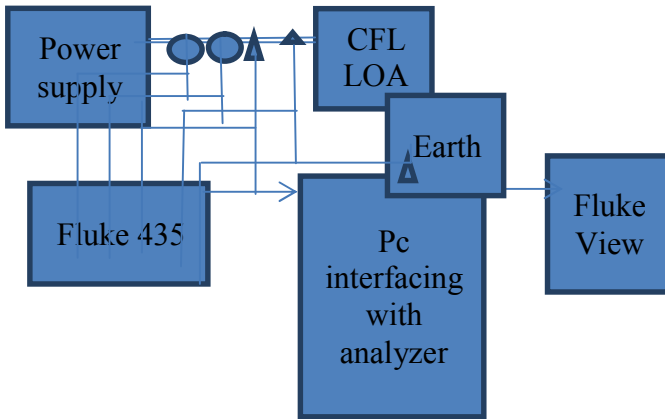 Power
supply
CFL
LOA
Earth
Fluke 435
Pc
interfacing
with
analyzer
Fluke
View